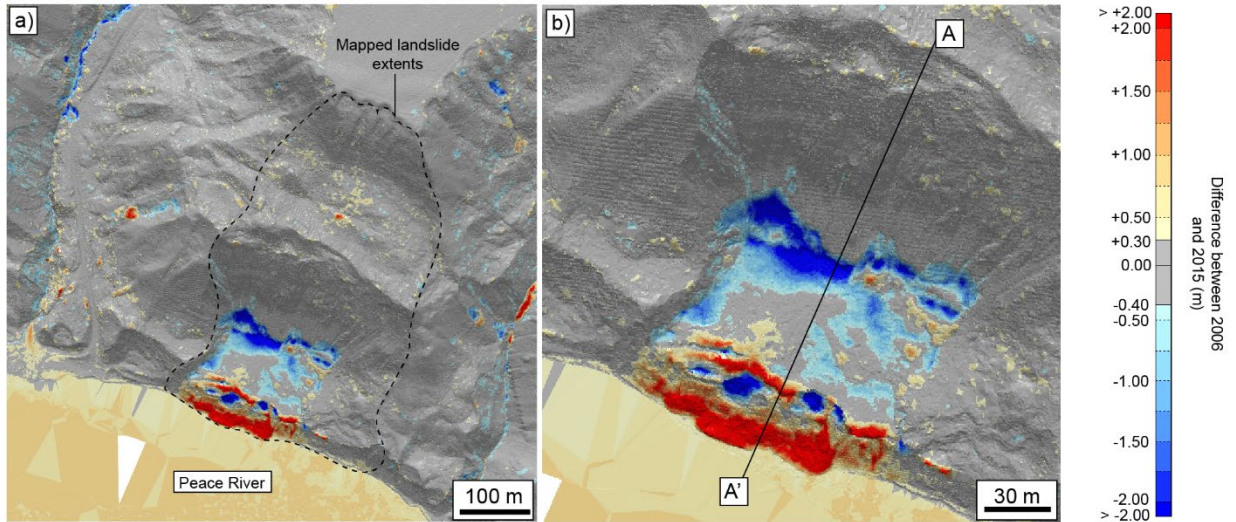 a)
Mapped landslide
extents
Peace River
100 m
b)
A
A'
30 m
> +2.00
+2.00
+1.50
+1.00
+0.50
+0.30
0.00
-0.40
-0.50
-1.00
-1.50
-2.00
> -2.00
Difference between 2006
and 2015 (m)